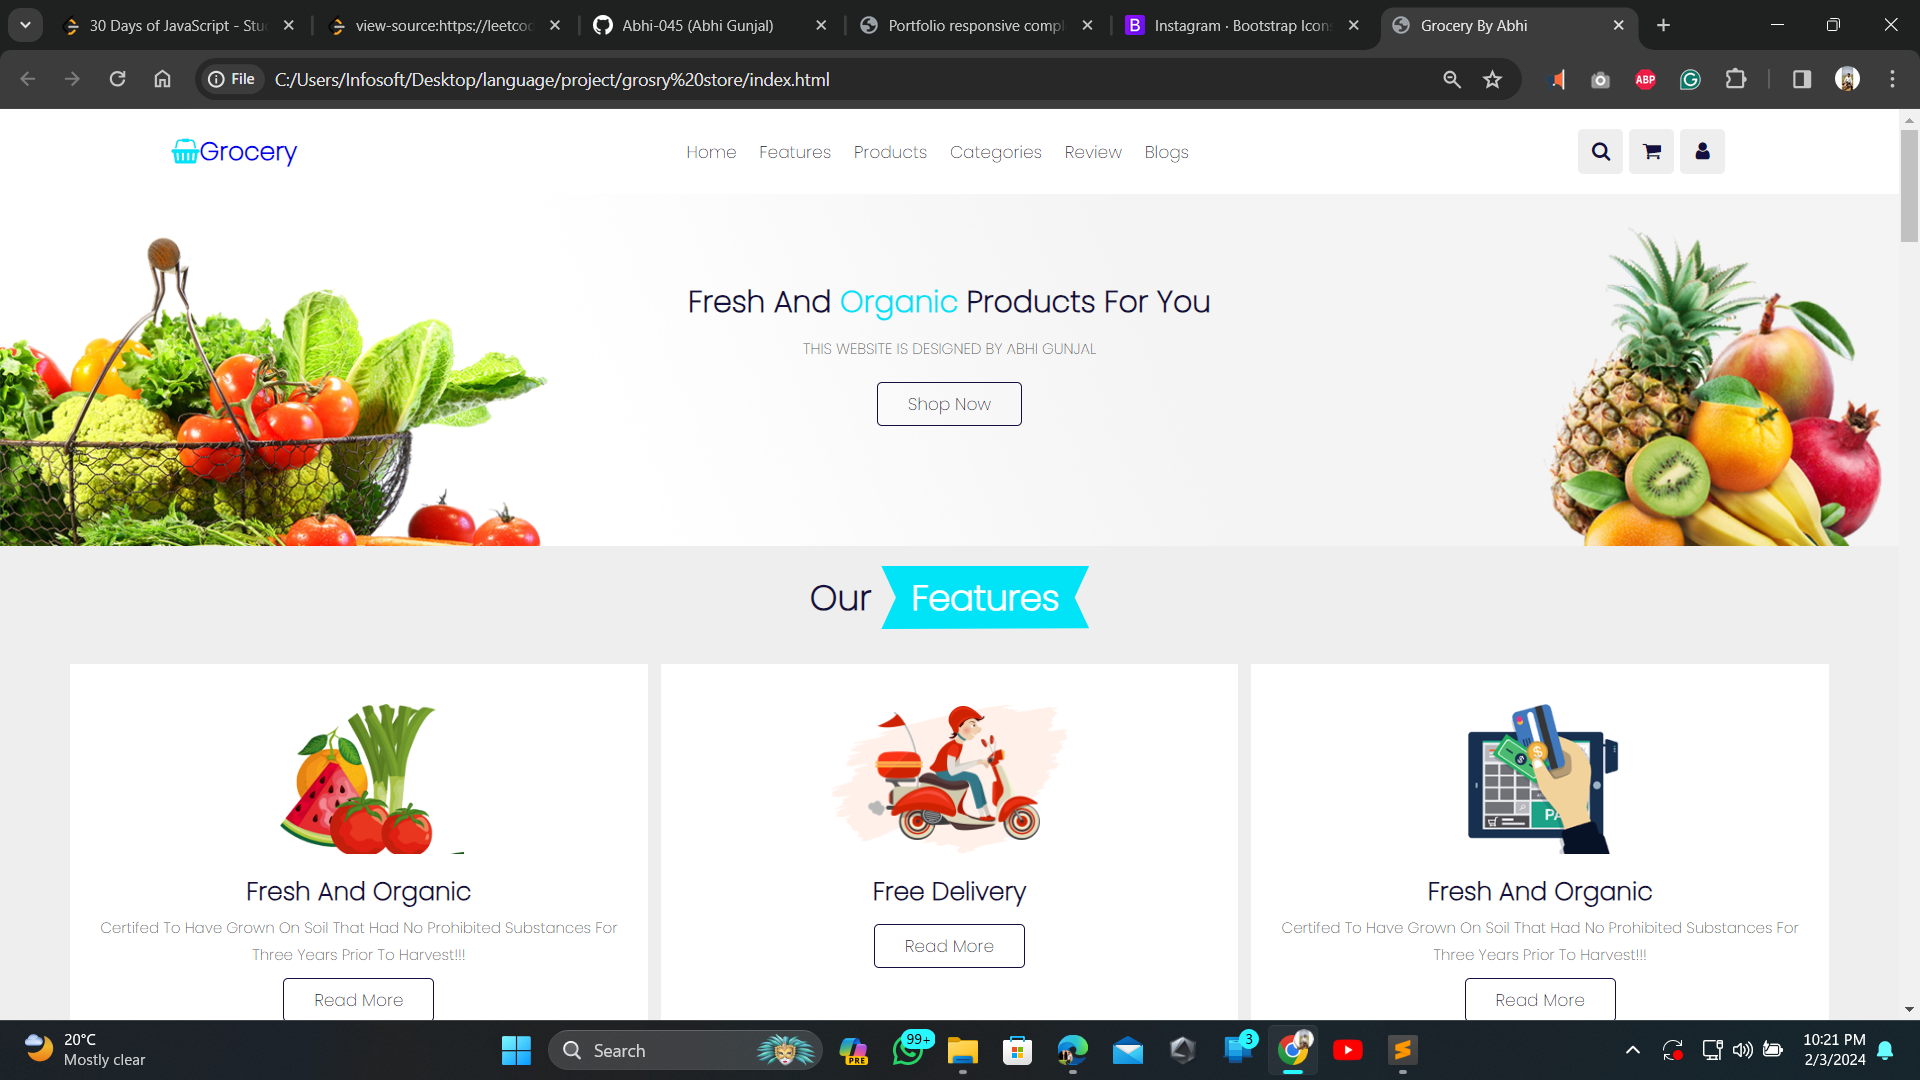 30 Days of JavaScript - Stu
view-source:https://leetcod
Abhi-045 (Abhi Gunjal)
Portfolio responsive compl
Instagram · Bootstrap Icons
Grocery By Abhi
File
C:/Users/Infosoft/Desktop/language/project/grosry%20store/index.html
ABP
Grocery
Home
Features
Products
Categories
Review
Blogs
Fresh And Organic Products For You
THIS WEBSITE IS DESIGNED BY ABHI GUNJAL
Shop Now
Our Features
PA
Fresh And Organic
Certifed To Have Grown On Soil That Had No Prohibited Substances For
Three Years Prior To Harvest!!!
Read More
Free Delivery
Read More
Fresh And Organic
Certifed To Have Grown On Soil That Had No Prohibited Substances For
Three Years Prior To Harvest!!!
Read More
20°C
Mostly clear
Search
PRE
99+
3
10:21 PM
2/3/2024